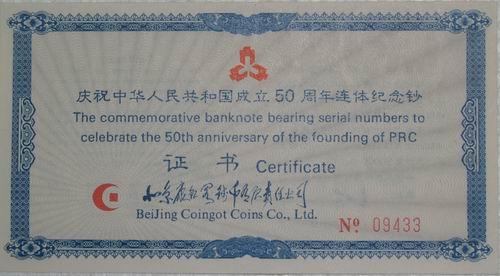 庆祝中华人民共和国成立 50 周年连体纪念钞
The commemorative banknote bearing serial numbers to
celebrate the 50th anniversary of the founding of PRC
证 书 Certificate
BeiJing Coingot Coins Co., Ltd.
Nº 09433